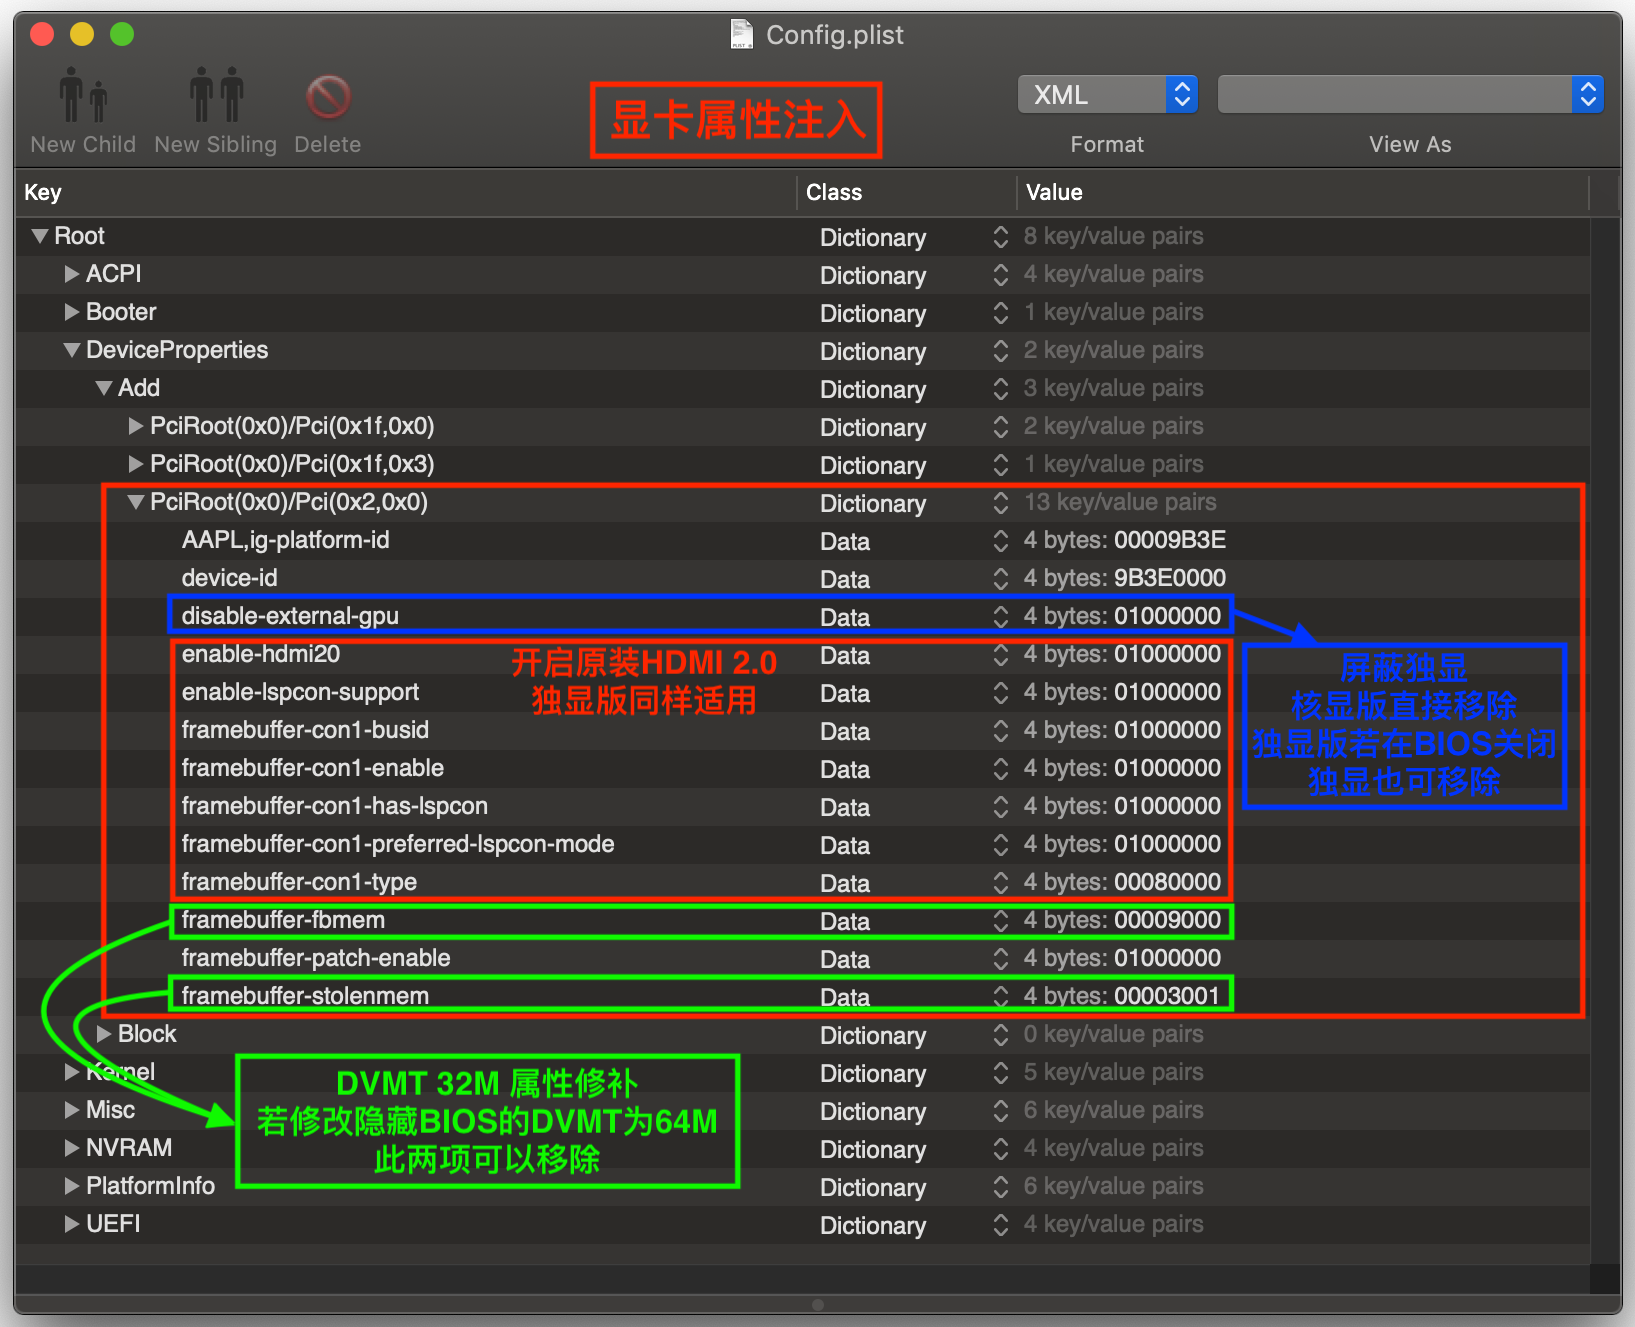 Config.plist
New Child New Sibling Delete
显卡属性注入
XML
Format View As
Key Class Value
Root Dictionary 8 key/value pairs
ACPI Dictionary 4 key/value pairs
Booter Dictionary 1 key/value pairs
DeviceProperties Dictionary 2 key/value pairs
Add Dictionary 3 key/value pairs
PciRoot(0x0)/Pci(0x1f,0x0) Dictionary 2 key/value pairs
PciRoot(0x0)/Pci(0x1f,0x3) Dictionary 1 key/value pairs
PciRoot(0x0)/Pci(0x2,0x0) Dictionary 13 key/value pairs
AAPL,ig-platform-id Data 4 bytes: 00009B3E
device-id Data 4 bytes: 9B3E0000
disable-external-gpu Data 4 bytes: 01000000
enable-hdmi20 Data 4 bytes: 01000000
enable-lspcon-support Data 4 bytes: 01000000
framebuffer-con1-busid Data 4 bytes: 01000000
framebuffer-con1-enable Data 4 bytes: 01000000
framebuffer-con1-has-lspcon Data 4 bytes: 01000000
framebuffer-con1-preferred-lspcon-mode Data 4 bytes: 01000000
framebuffer-con1-type Data 4 bytes: 00080000
framebuffer-fbmem Data 4 bytes: 00009000
framebuffer-patch-enable Data 4 bytes: 01000000
framebuffer-stolenmem Data 4 bytes: 00003001
Block Dictionary 0 key/value pairs
Kernel Dictionary 5 key/value pairs
Misc Dictionary 6 key/value pairs
NVRAM Dictionary 4 key/value pairs
PlatformInfo Dictionary 6 key/value pairs
UEFI Dictionary 4 key/value pairs
开启原装HDMI 2.0
独显版同样适用
屏蔽独显
核显版直接移除
独显版若在BIOS关闭
独显也可移除
DVMT 32M 属性修补
若修改隐藏BIOS的DVMT为64M
此两项可以移除